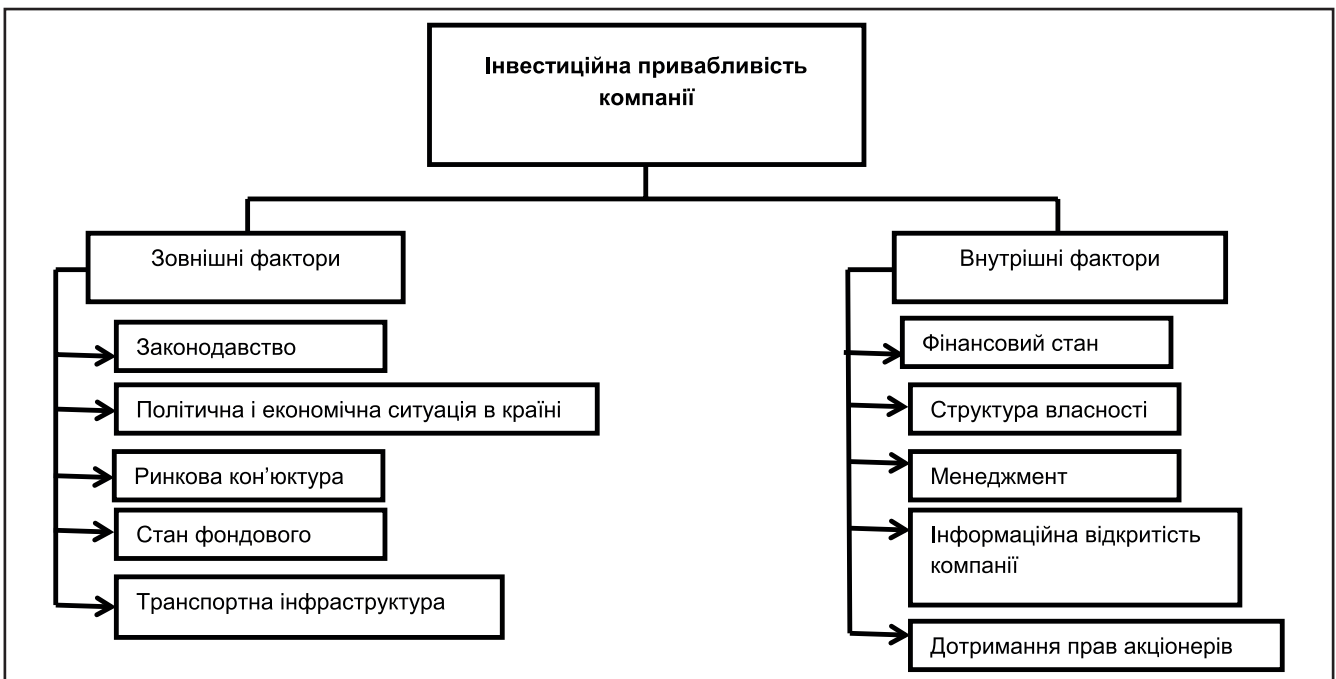 Інвестиційна привабливість
компанії
Зовнішні фактори
Законодавство
Політична і економічна ситуація в країні
Ринкова кон’юктура
Стан фондового
Транспортна інфраструктура
Внутрішні фактори
Фінансовий стан
Структура власності
Менеджмент
Інформаційна відкритість
компанії
Дотримання прав акціонерів